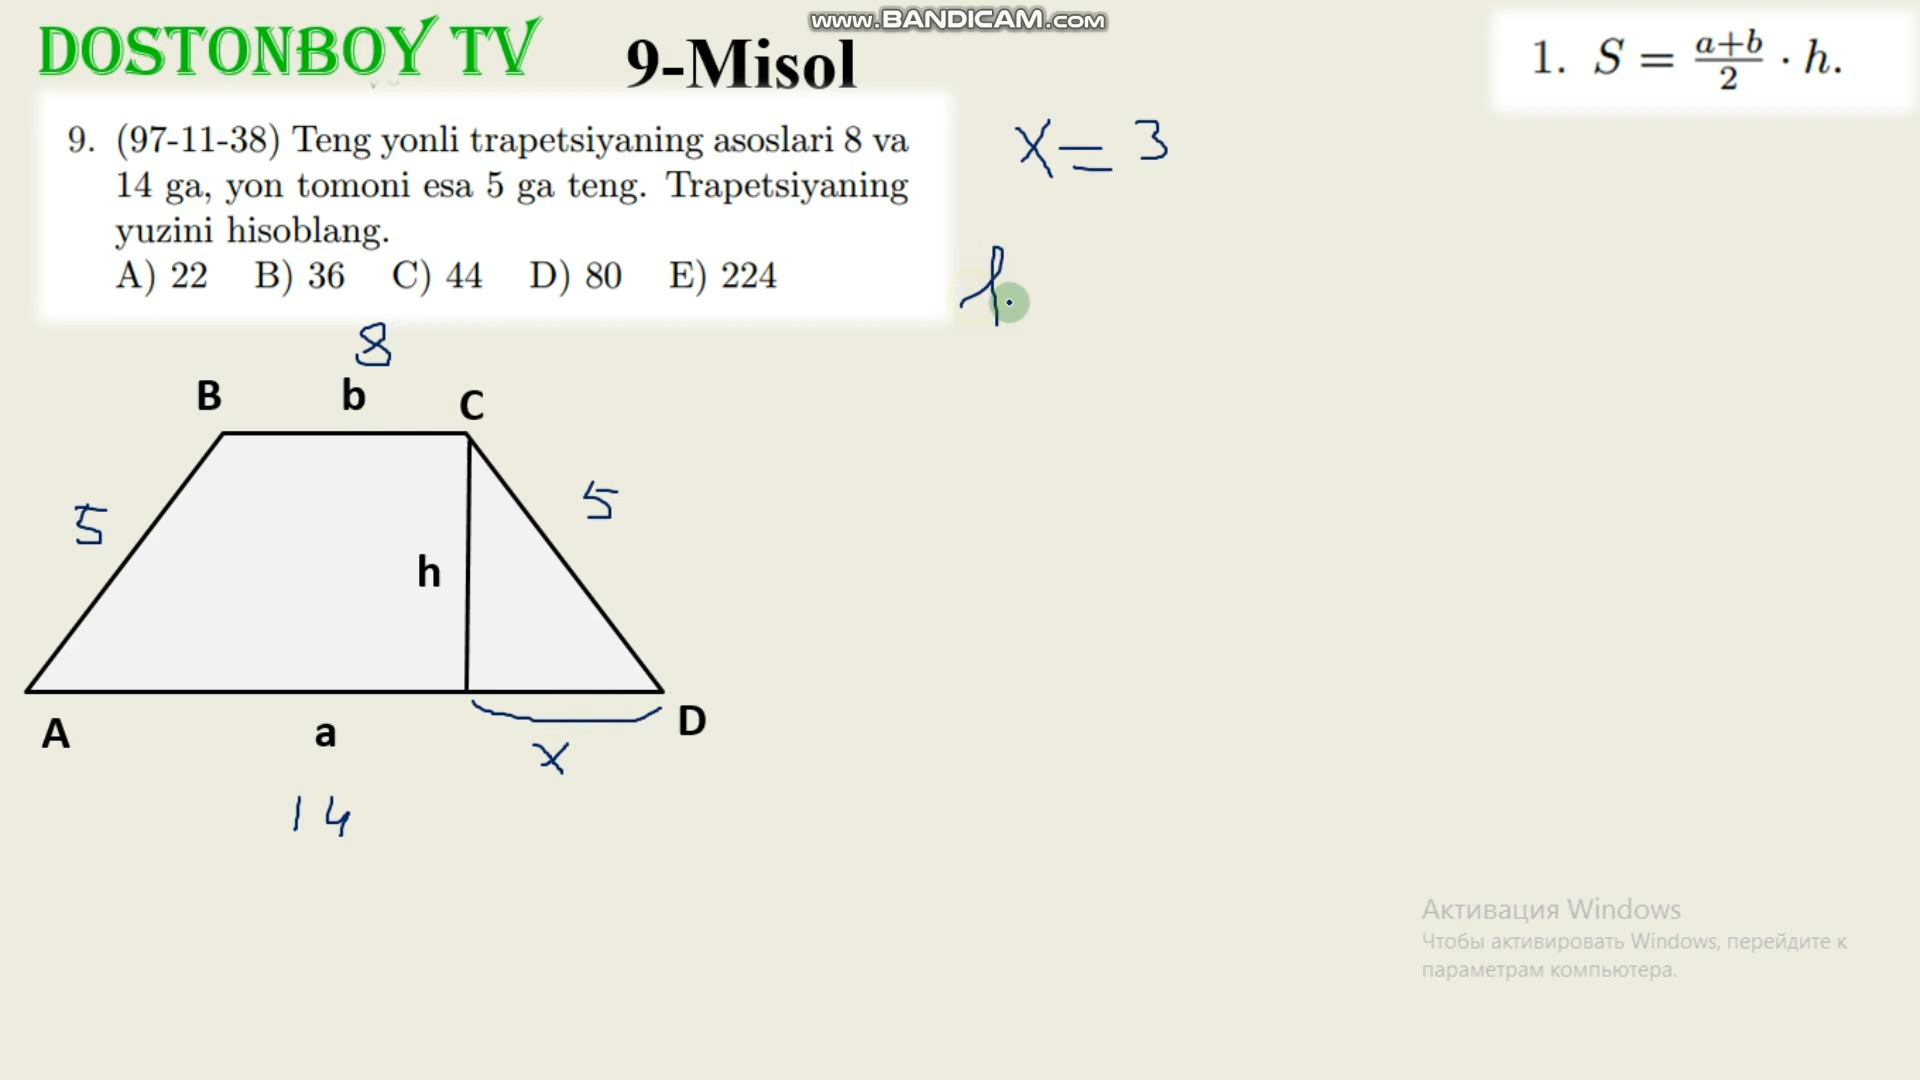 www.BANDICAM.com
DOSTONBOY TV
9-Misol
1. S = \frac{a+b}{2} · h.
9. (97-11-38) Teng yonli trapetsiyaning asoslari 8 va
14 ga, yon tomoni esa 5 ga teng. Trapetsiyaning
yuzini hisoblang.
A) 22 B) 36 C) 44 D) 80 E) 224
x = 3
8
B b C
5
5
h
A a D
x
14
Активация Windows
Чтобы активировать Windows, перейдите к
параметрам компьютера.